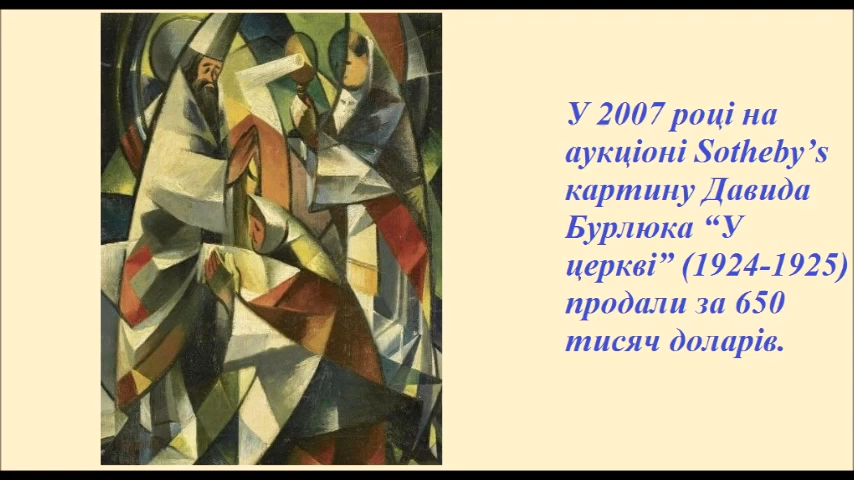 У 2007 році на
аукціоні Sotheby’s
картину Давида
Бурлюка “У
церкві” (1924-1925)
продали за 650
тисяч доларів.